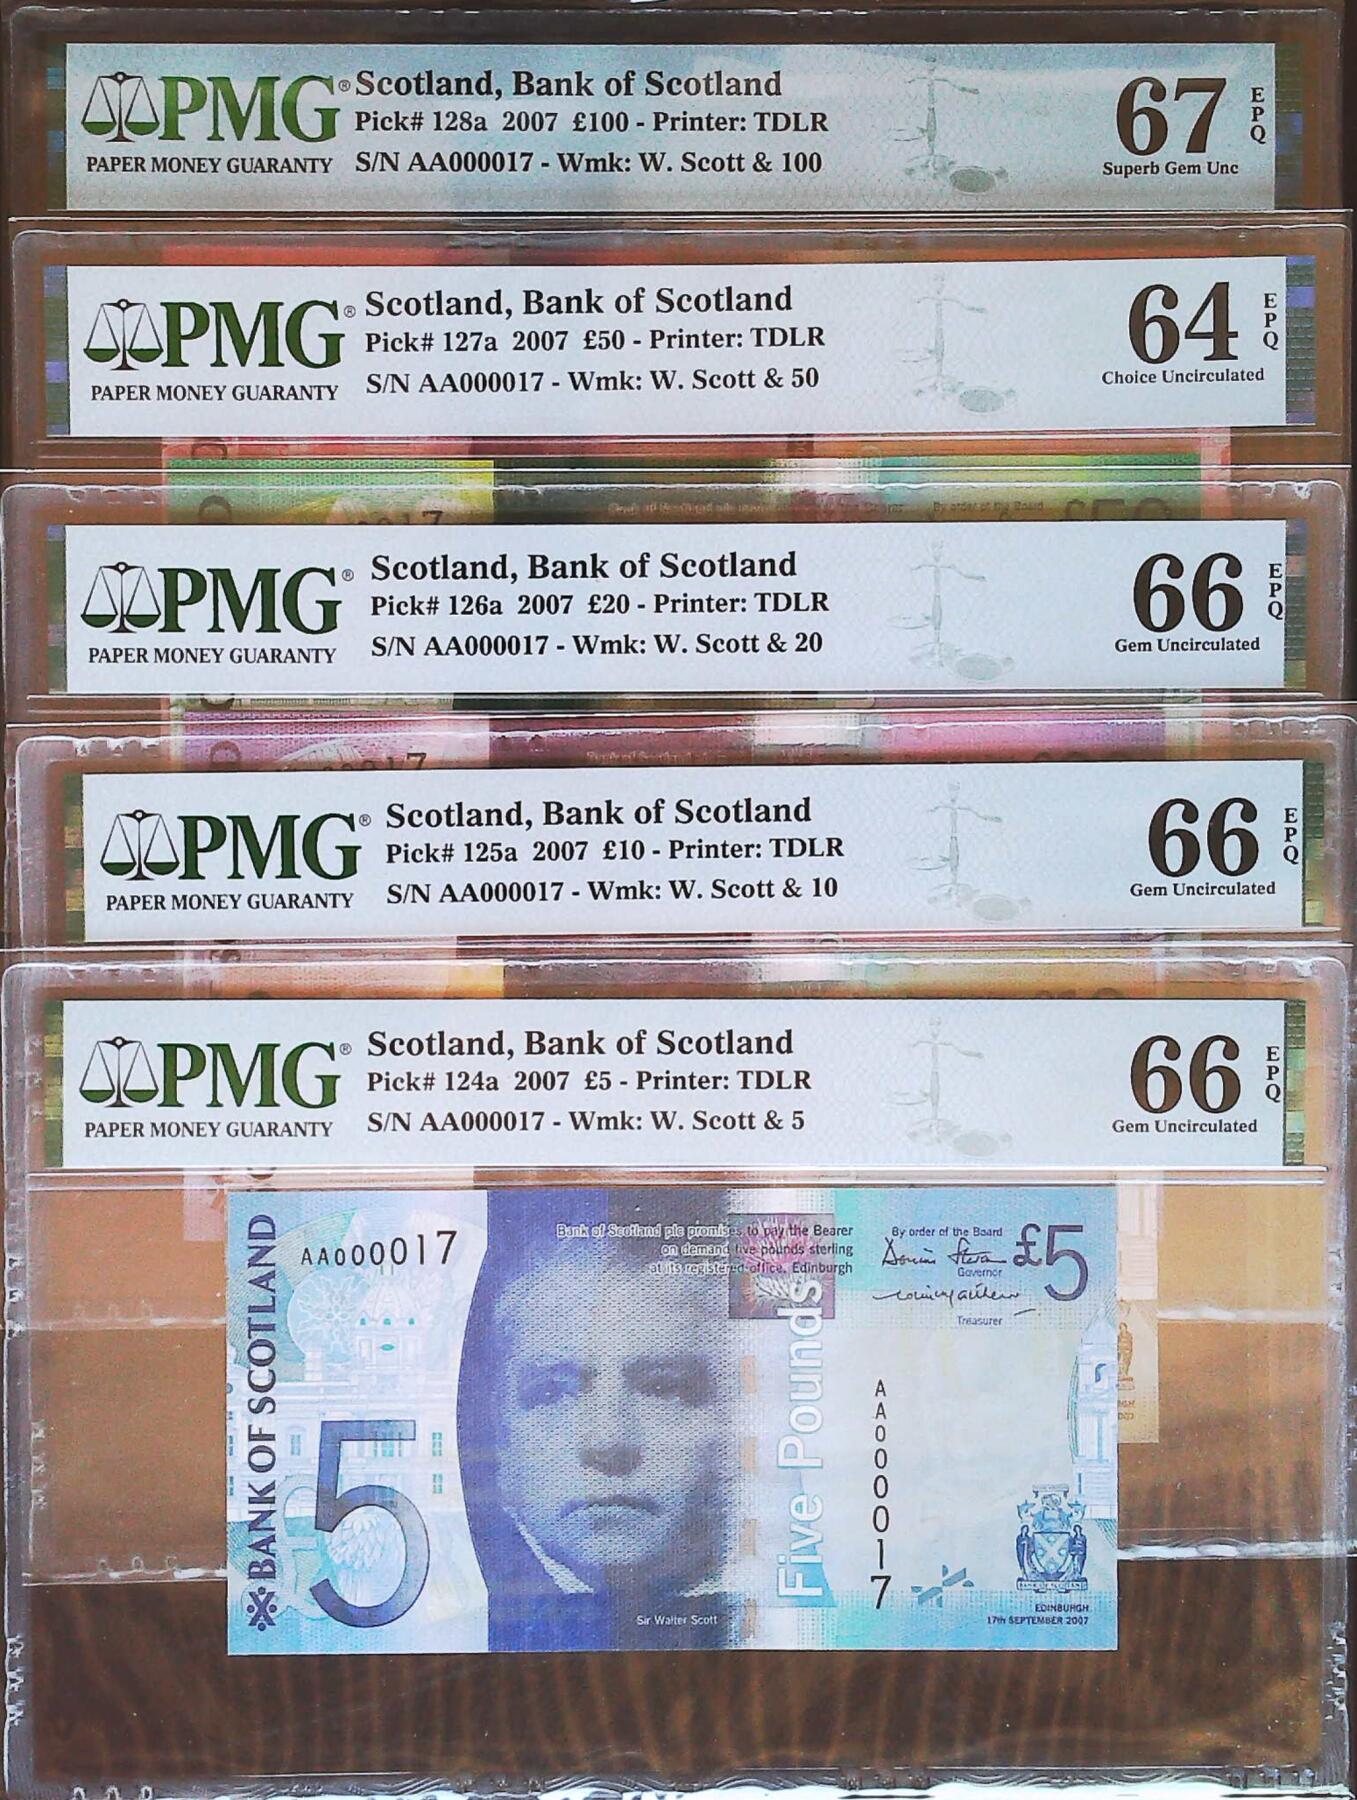 PMG® Scotland, Bank of Scotland
Pick# 128a 2007 £100 - Printer: TDLR
PAPER MONEY GUARANTY S/N AA000017 - Wmk: W. Scott & 100
67 EPQ
Superb Gem Unc
PMG® Scotland, Bank of Scotland
Pick# 127a 2007 £50 - Printer: TDLR
PAPER MONEY GUARANTY S/N AA000017 - Wmk: W. Scott & 50
64 EPQ
Choice Uncirculated
By order of the Board
PMG® Scotland, Bank of Scotland
Pick# 126a 2007 £20 - Printer: TDLR
PAPER MONEY GUARANTY S/N AA000017 - Wmk: W. Scott & 20
66 EPQ
Gem Uncirculated
PMG® Scotland, Bank of Scotland
Pick# 125a 2007 £10 - Printer: TDLR
PAPER MONEY GUARANTY S/N AA000017 - Wmk: W. Scott & 10
66 EPQ
Gem Uncirculated
PMG® Scotland, Bank of Scotland
Pick# 124a 2007 £5 - Printer: TDLR
PAPER MONEY GUARANTY S/N AA000017 - Wmk: W. Scott & 5
66 EPQ
Gem Uncirculated
BANK OF SCOTLAND
AA000017
5
Bank of Scotland plc promises to pay the Bearer
on demand five pounds sterling
at its registered office, Edinburgh
By order of the Board
Governor
Treasurer
£5
Five Pounds
AA000017
Sir Walter Scott
BANK OF SCOTLAND
EDINBURGH
17th SEPTEMBER 2007